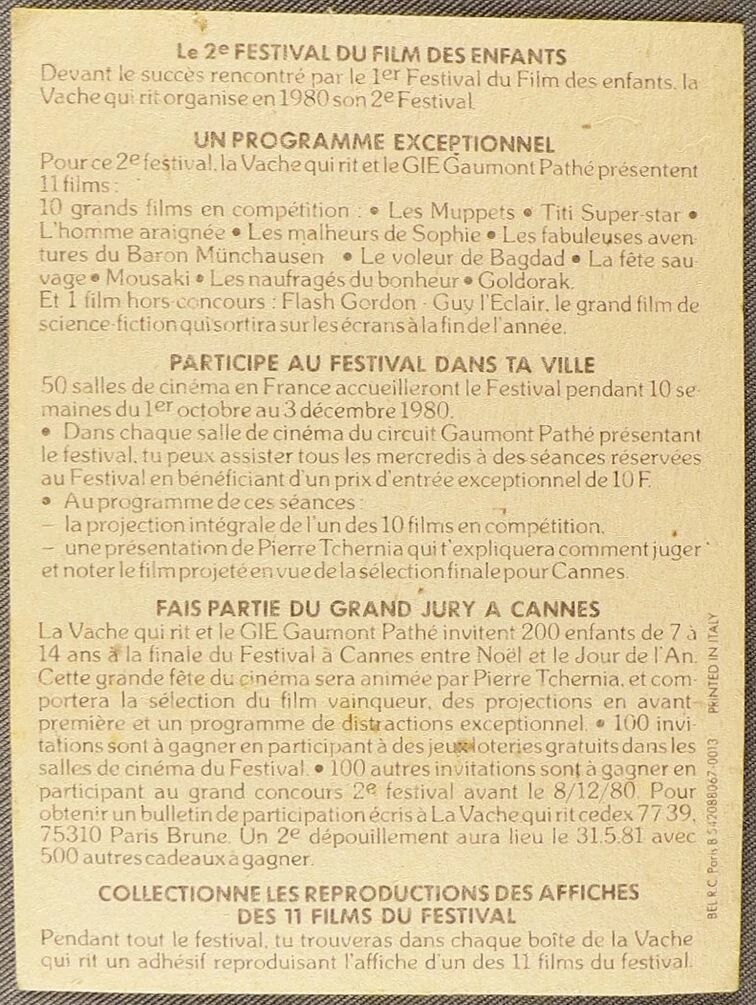 Le 2e FESTIVAL DU FILM DES ENFANTS
Devant le succès rencontré par le 1er Festival du Film des enfants, la
Vache qui rit organise en 1980 son 2e Festival.
UN PROGRAMME EXCEPTIONNEL
Pour ce 2e festival, la Vache qui rit et le GIE Gaumont Pathé présentent
11 films :
10 grands films en compétition : • Les Muppets • Titi Super-star •
L'homme araignée • Les malheurs de Sophie • Les fabuleuses aven-
tures du Baron Münchausen • Le voleur de Bagdad • La fête sau-
vage • Mousaki • Les naufragés du bonheur • Goldorak.
Et 1 film hors-concours : Flash Gordon - Guy l'Eclair, le grand film de
science-fiction qui sortira sur les écrans à la fin de l'année.
PARTICIPE AU FESTIVAL DANS TA VILLE
50 salles de cinéma en France accueilleront le Festival pendant 10 se-
maines du 1er octobre au 3 décembre 1980.
• Dans chaque salle de cinéma du circuit Gaumont Pathé présentant
le festival, tu peux assister tous les mercredis à des séances réservées
au Festival en bénéficiant d'un prix d'entrée exceptionnel de 10 F.
• Au programme de ces séances :
– la projection intégrale de l'un des 10 films en compétition,
– une présentation de Pierre Tchernia qui t'expliquera comment juger
et noter le film projeté en vue de la sélection finale pour Cannes.
FAIS PARTIE DU GRAND JURY A CANNES
La Vache qui rit et le GIE Gaumont Pathé invitent 200 enfants de 7 à
14 ans à la finale du Festival à Cannes entre Noël et le Jour de l'An.
Cette grande fête du cinéma sera animée par Pierre Tchernia, et com-
portera la sélection du film vainqueur, des projections en avant-
première et un programme de distractions exceptionnel. • 100 invi-
tations sont à gagner en participant à des jeux loteries gratuits dans les
salles de cinéma du Festival. • 100 autres invitations sont à gagner en
participant au grand concours 2e festival avant le 8/12/80. Pour
obtenir un bulletin de participation écris à La Vache qui rit cedex 77 39,
75310 Paris Brune. Un 2e dépouillement aura lieu le 31.5.81 avec
500 autres cadeaux à gagner.
COLLECTIONNE LES REPRODUCTIONS DES AFFICHES
DES 11 FILMS DU FESTIVAL
Pendant tout le festival, tu trouveras dans chaque boîte de la Vache
qui rit un adhésif reproduisant l'affiche d'un des 11 films du festival.
BEL R.C. Paris B 542088067-0013 PRINTED IN ITALY